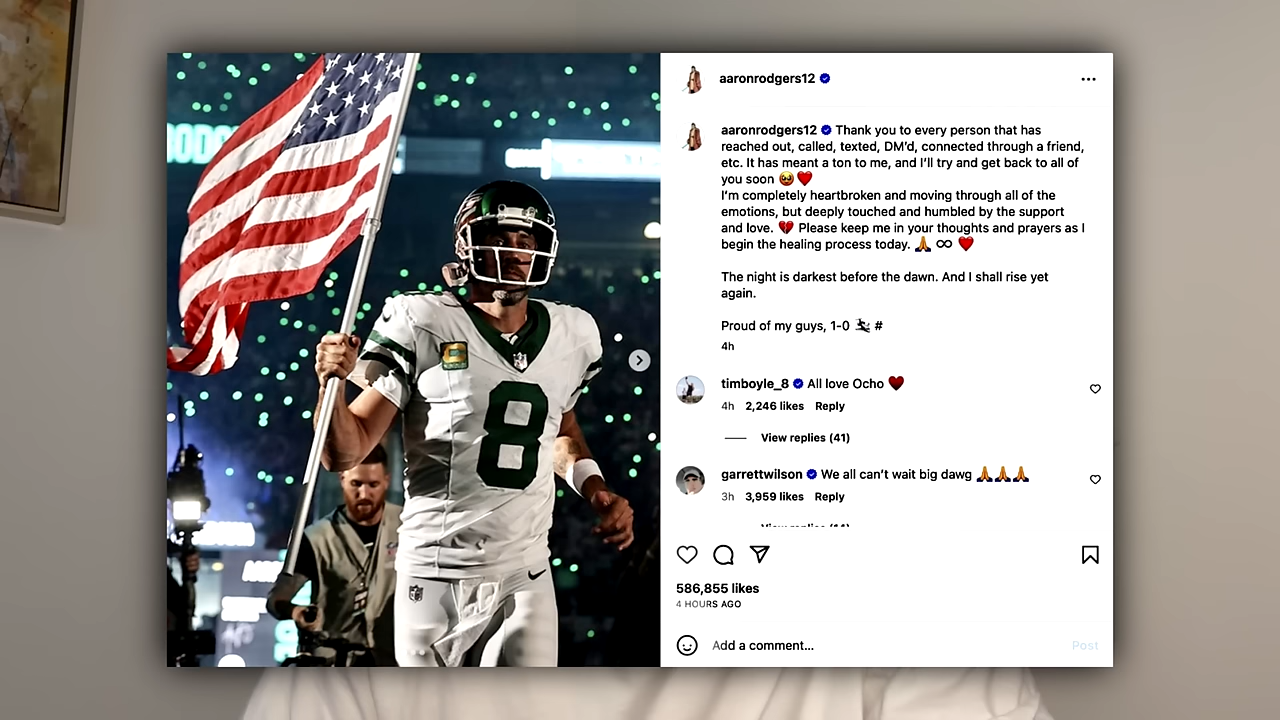 8
aaronrodgers12
aaronrodgers12 Thank you to every person that has
reached out, called, texted, DM'd, connected through a friend,
etc. It has meant a ton to me, and I'll try and get back to all of
you soon 🥹❤️
I'm completely heartbroken and moving through all of the
emotions, but deeply touched and humbled by the support
and love. 💔 Please keep me in your thoughts and prayers as I
begin the healing process today. 🙏 ∞ ❤️
The night is darkest before the dawn. And I shall rise yet
again.
Proud of my guys, 1-0 #
4h
timboyle_8 All love Ocho ♥️
4h 2,246 likes Reply
View replies (41)
garrettwilson We all can't wait big dawg 🙏🙏🙏
3h 3,959 likes Reply
586,855 likes
4 HOURS AGO
Add a comment...
Post